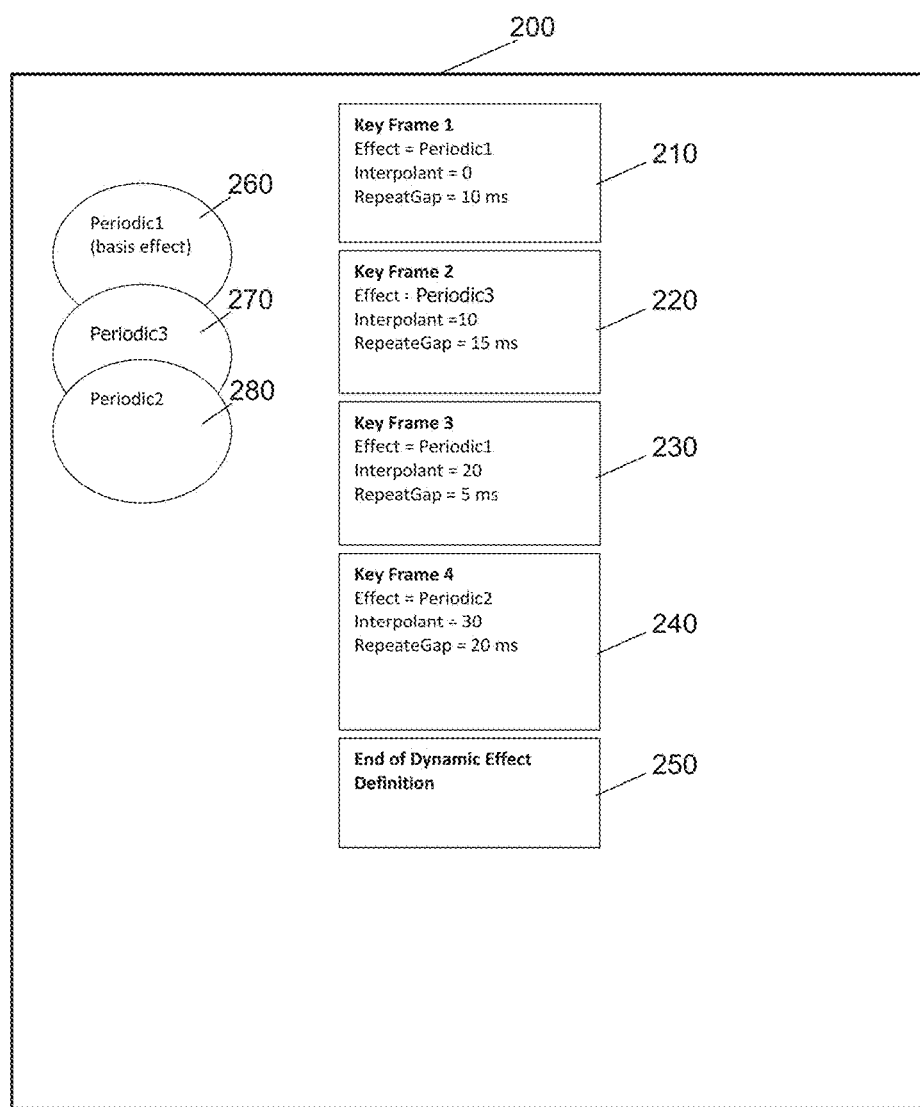 200
Key Frame 1
Effect = Periodic1
Interpolant = 0
RepeatGap = 10 ms
210
260
Periodic1
(basis effect)
Key Frame 2
Effect = Periodic3
Interpolant =10
RepeateGap = 15 ms
220
270
Periodic3
280
Periodic2
Key Frame 3
Effect = Periodic1
Interpolant = 20
RepeatGap = 5 ms
230
Key Frame 4
Effect = Periodic2
Interpolant = 30
RepeateGap = 20 ms
240
End of Dynamic Effect
Definition
250